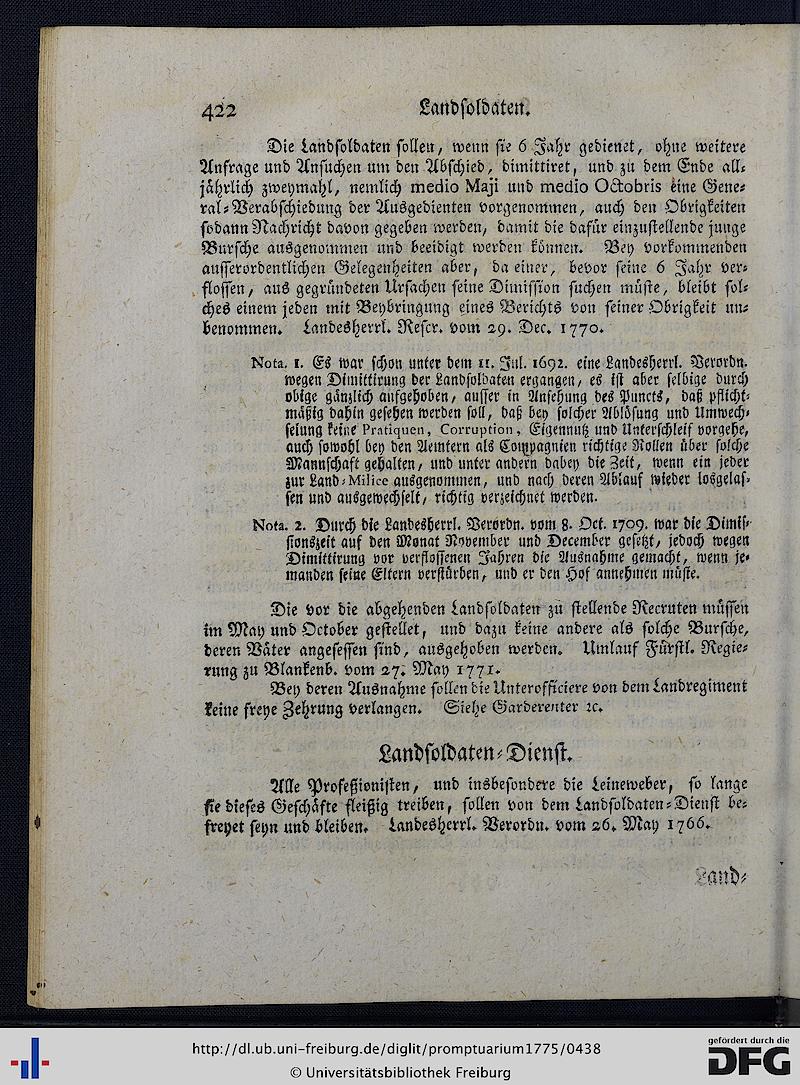 422 Landsoldaten.
Die Landsoldaten sollen, wenn sie 6 Jahr gedienet, ohne weitere
Anfrage und Ansuchen um den Abschied, dimittiret, und zu dem Ende all-
jährlich zweymahl, nemlich medio Maji und medio Octobris eine Gene-
ral-Verabschiedung der Ausgedienten vorgenommen, auch den Obrigkeiten
sodann Nachricht davon gegeben werden, damit die dafür einzustellende junge
Bursche ausgenommen und beeidigt werden können. Bey vorkommenden
ausserordentlichen Gelegenheiten aber, da einer, bevor seine 6 Jahr ver-
flossen, aus gegründeten Ursachen seine Dimission suchen müste, bleibt sol-
ches einem jeden mit Beybringung eines Berichts von seiner Obrigkeit un-
benommen. Landesherrl. Rescr. vom 29. Dec. 1770.
Nota. 1. Es war schon unter dem 11. Jul. 1692. eine Landesherrl. Verordn.
wegen Dimittirung der Landsoldaten ergangen, es ist aber selbige durch
obige gänzlich aufgehoben, ausser in Ansehung des Puncts, daß pflicht-
mäßig dahin gesehen werden soll, daß bey solcher Ablösung und Umwech-
selung keine Pratiquen, Corruption, Eigennutz und Unterschleif vorgehe,
auch sowohl bey den Aemtern als Compagnien richtige Rollen über solche
Mannschaft gehalten, und unter andern dabey die Zeit, wenn ein jeder
zur Land-Milice ausgenommen, und nach deren Ablauf wieder losgelas-
sen und ausgewechselt, richtig verzeichnet werden.
Nota. 2. Durch die Landesherrl. Verordn. vom 8. Oct. 1709. war die Dimis-
sionszeit auf den Monat November und December gesetzt, jedoch wegen
Dimittirung vor verflossenen Jahren die Ausnahme gemacht, wenn je-
manden seine Eltern verstürben, und er den Hof annehmen müste.
Die vor die abgehenden Landsoldaten zu stellende Recruten müssen
im May und October gestellet, und dazu keine andere als solche Bursche,
deren Väter angesessen sind, ausgehoben werden. Umlauf Fürstl. Regie-
rung zu Blankenb. vom 27. May 1771.
Bey deren Ausnahme sollen die Unterofficiere von dem Landregiment
keine freye Zehrung verlangen. Siehe Garderenter ꝛc.
Landsoldaten-Dienst.
Alle Profeßionisten, und insbesondere die Leineweber, so lange
sie dieses Geschäfte fleißig treiben, sollen von dem Landsoldaten-Dienst be-
freyet seyn und bleiben. Landesherrl. Verordn. vom 26. May 1766.
Land-
http://dl.ub.uni-freiburg.de/diglit/promptuarium1775/0438
© Universitätsbibliothek Freiburg
gefördert durch die
DFG